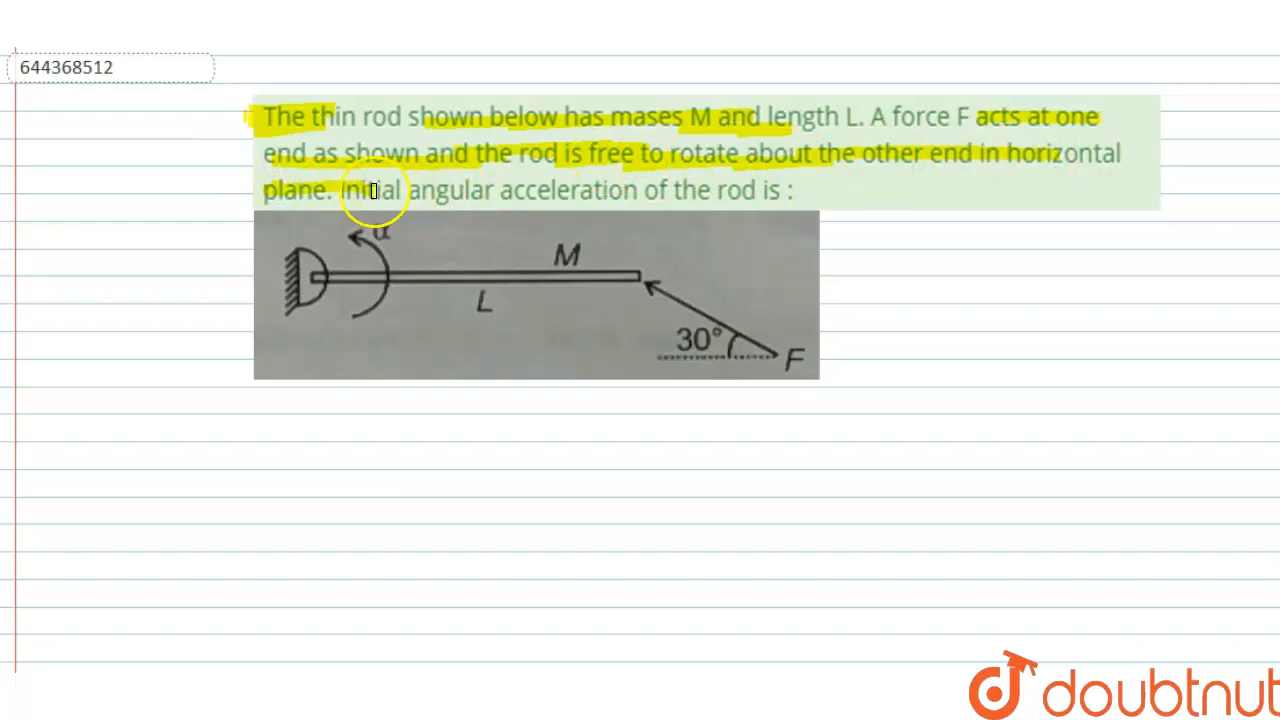 644368512
The thin rod shown below has mases M and length L. A force F acts at one
end as shown and the rod is free to rotate about the other end in horizontal
plane. Initial angular acceleration of the rod is :
α
M
L
30°
F
doubtnut